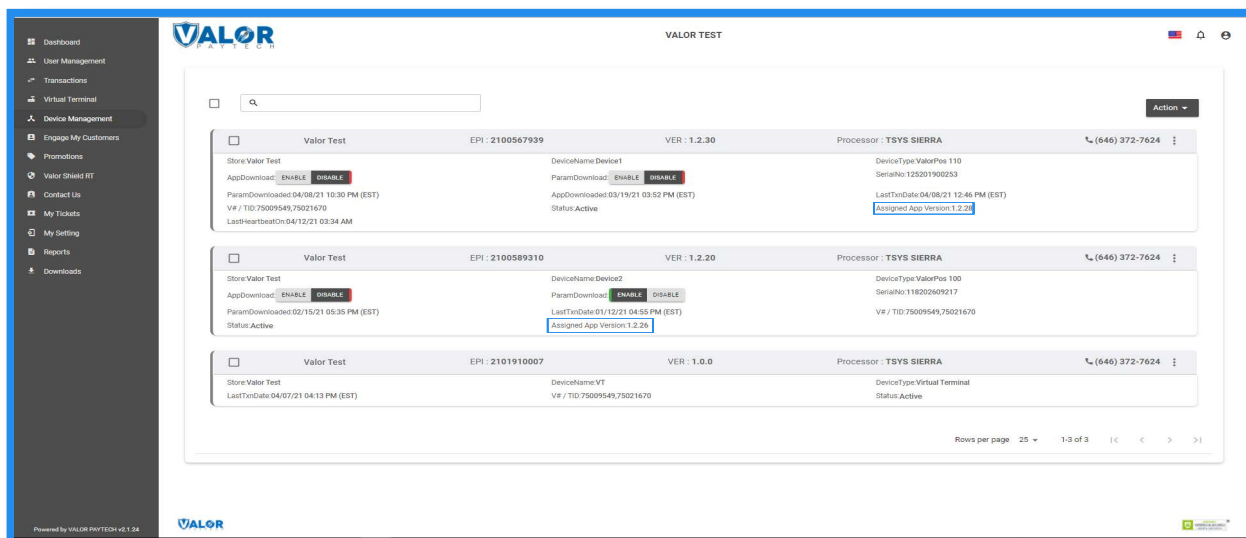 VALOR
PAYTECH
VALOR TEST
Dashboard
User Management
Transactions
Virtual Terminal
Device Management
Engage My Customers
Promotions
Valor Shield RT
Contact Us
My Tickets
My Setting
Reports
Downloads
Action
Valor Test EPI : 2100567939 VER : 1.2.30 Processor : TSYS SIERRA (646) 372-7624
Store:Valor Test DeviceName:Device1 DeviceType:ValorPos 110
AppDownload: ENABLE DISABLE ParamDownload: ENABLE DISABLE SerialNo:125201900253
ParamDownloaded:04/08/21 10:30 PM (EST) AppDownloaded:03/19/21 03:52 PM (EST) LastTxnDate:04/08/21 12:46 PM (EST)
V# / TID:75009549,75021670 Status:Active Assigned App Version:1.2.28
LastHeartbeatOn:04/12/21 03:34 AM
Valor Test EPI : 2100589310 VER : 1.2.20 Processor : TSYS SIERRA (646) 372-7624
Store:Valor Test DeviceName:Device2 DeviceType:ValorPos 100
AppDownload: ENABLE DISABLE ParamDownload: ENABLE DISABLE SerialNo:118202609217
ParamDownloaded:02/15/21 05:35 PM (EST) LastTxnDate:01/12/21 04:55 PM (EST) V# / TID:75009549,75021670
Status:Active Assigned App Version:1.2.26
Valor Test EPI : 2101910007 VER : 1.0.0 Processor : TSYS SIERRA (646) 372-7624
Store:Valor Test DeviceName:VT DeviceType:Virtual Terminal
LastTxnDate:04/07/21 04:13 PM (EST) V# / TID:75009549,75021670 Status:Active
Rows per page 25 1-3 of 3
Powered by VALOR PAYTECH v2.1.24
VALOR